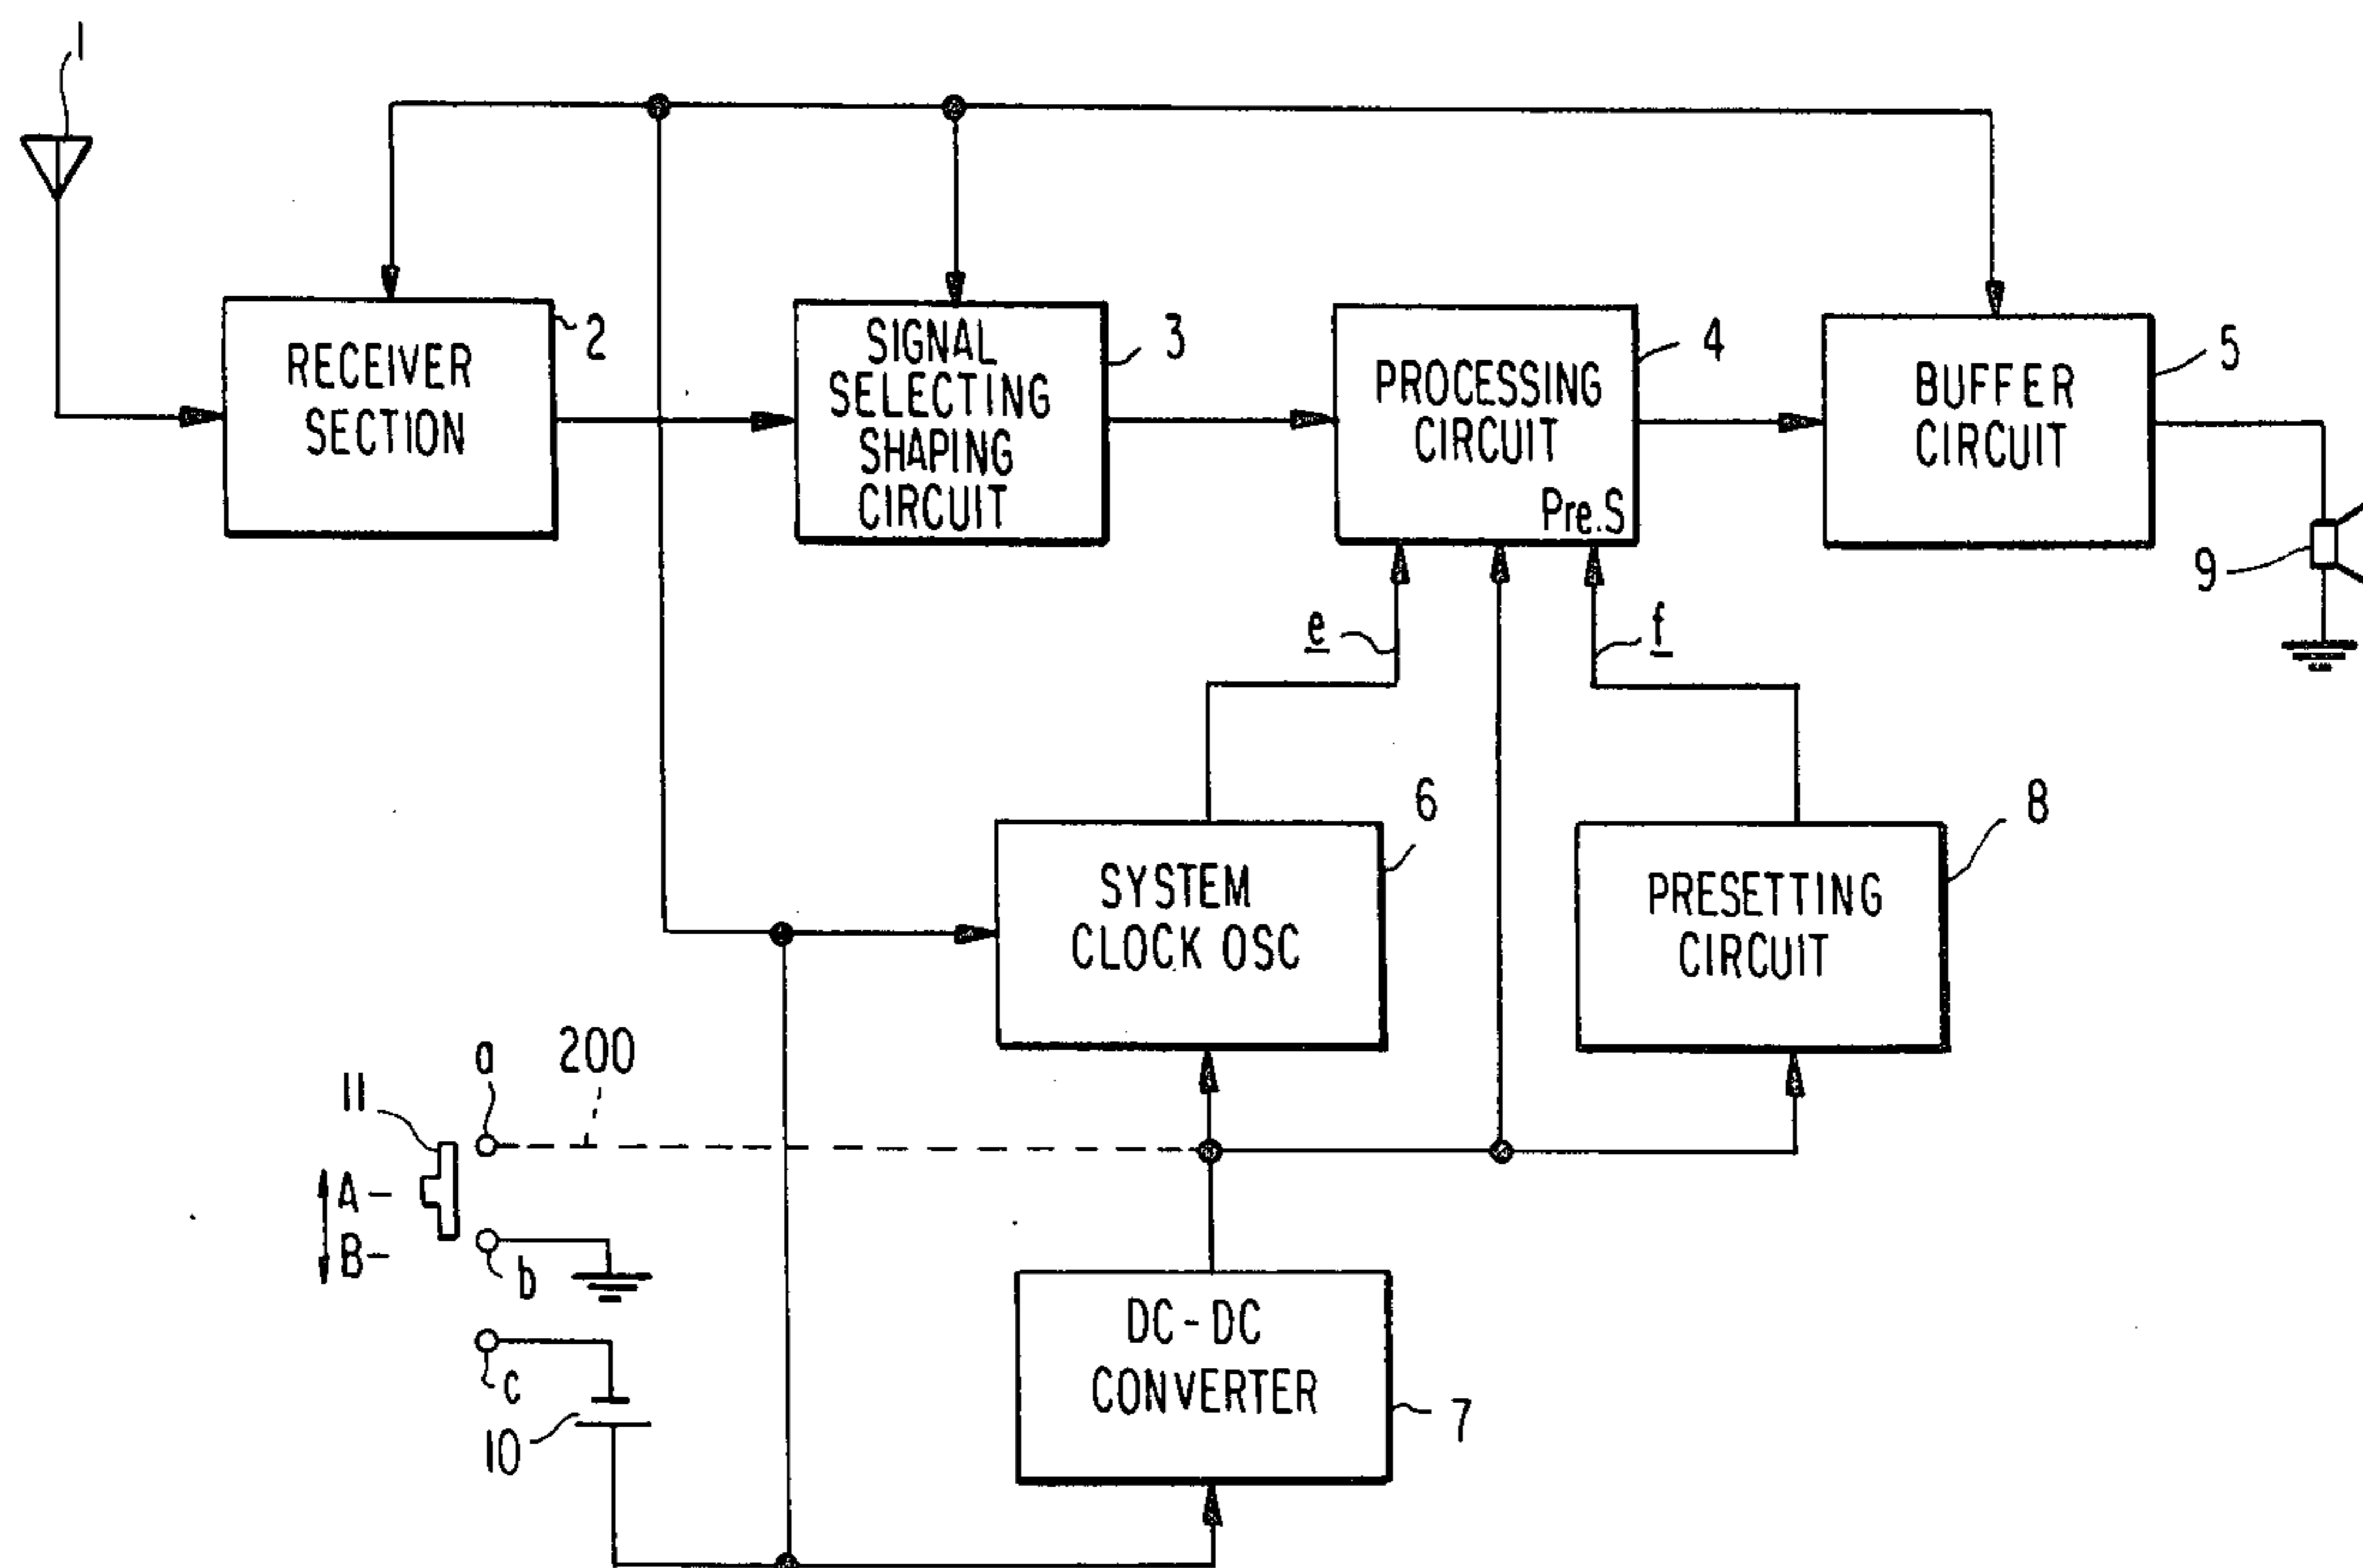 1
RECEIVER
SECTION
2
SIGNAL
SELECTING
SHAPING
CIRCUIT
3
PROCESSING
CIRCUIT
Pre.S
4
BUFFER
CIRCUIT
5
9
e
f
SYSTEM
CLOCK OSC
6
PRESETTING
CIRCUIT
8
11
a
200
A-
B-
b
c
10
DC-DC
CONVERTER
7